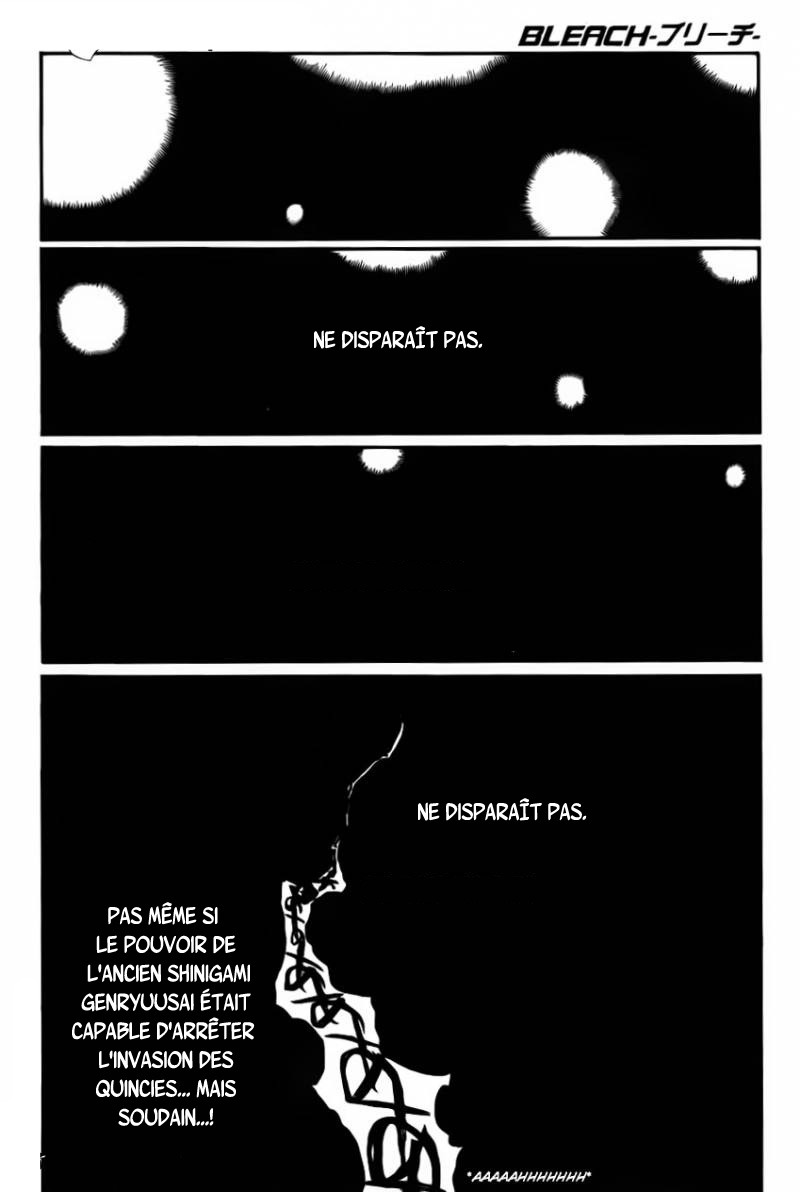 BLEACH-ブリーチ-
NE DISPARAÎT PAS.
NE DISPARAÎT PAS.
PAS MÊME SI
LE POUVOIR DE
L'ANCIEN SHINIGAMI
GENRYUUSAI ÉTAIT
CAPABLE D'ARRÊTER
L'INVASION DES
QUINCIES... MAIS
SOUDAIN...!
*AAAAAHHHHHHH*